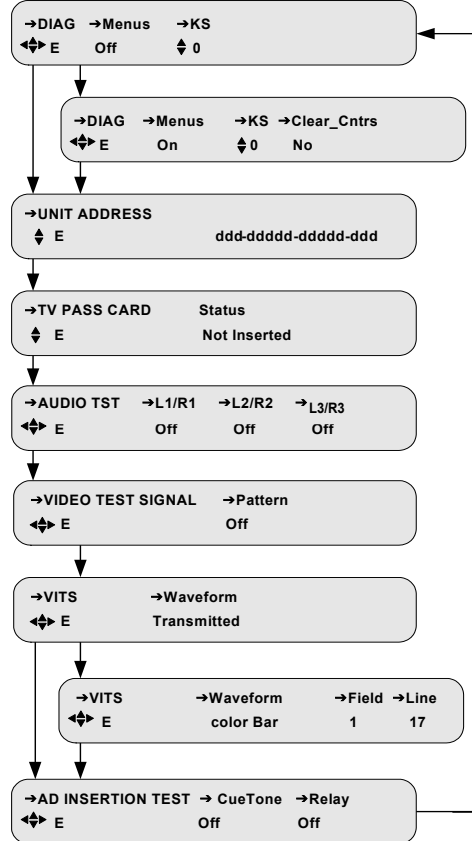 ➔DIAG ➔Menus ➔KS
E Off 0
➔DIAG ➔Menus ➔KS ➔Clear_Cntrs
E On 0 No
➔UNIT ADDRESS
E ddd-ddddd-ddddd-ddd
➔TV PASS CARD Status
E Not Inserted
➔AUDIO TST ➔L1/R1 ➔L2/R2 ➔L3/R3
E Off Off Off
➔VIDEO TEST SIGNAL ➔Pattern
E Off
➔VITS ➔Waveform
E Transmitted
➔VITS ➔Waveform ➔Field ➔Line
E color Bar 1 17
➔AD INSERTION TEST ➔ CueTone ➔Relay
E Off Off